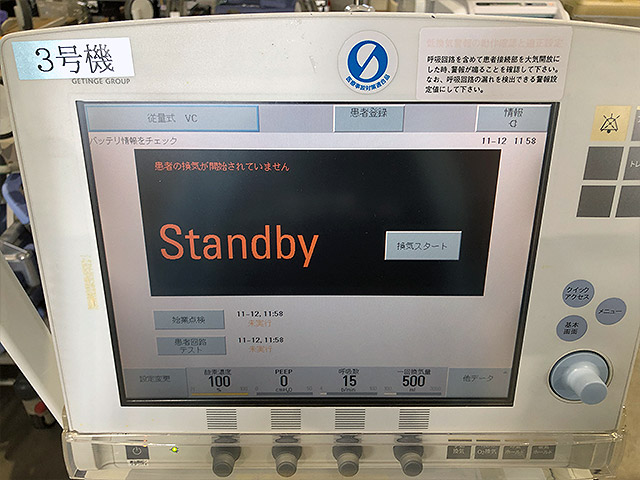 3号機
GETINGE GROUP
呼吸回路を含めて患者接続部を大気開放に
した時、警報が鳴ることを確認して下さい。
なお、呼吸回路の漏れを検出できる警報設
定値にして下さい。
従量式 VC
患者登録
情報
バッテリ情報をチェック
11-12 11:58
患者の換気が開始されていません
Standby
換気スタート
始業点検
11-12, 11:58
未実行
患者回路
テスト
11-12, 11:58
未実行
クイック
アクセス
メニュー
基本
画面
設定変更
酸素濃度
100
%
PEEP
0
cmH2O
呼吸数
15
b/min
一回換気量
500
ml
他データ
換気
O2換気